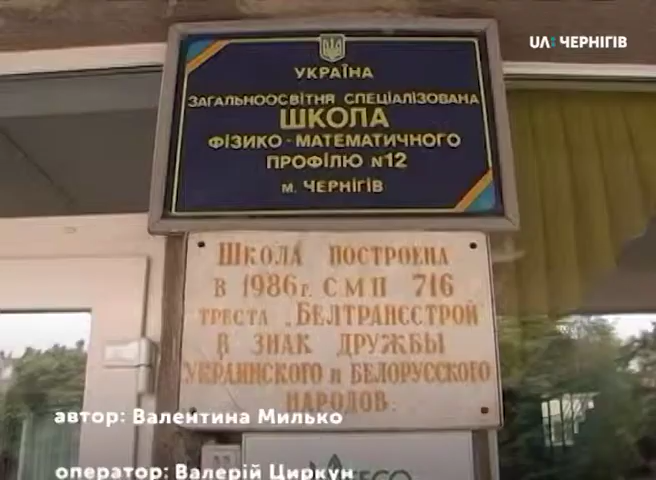 UA: ЧЕРНІГІВ
УКРАЇНА
ЗАГАЛЬНООСВІТНЯ СПЕЦІАЛІЗОВАНА
ШКОЛА
ФІЗИКО-МАТЕМАТИЧНОГО
ПРОФІЛЮ №12
м. ЧЕРНІГІВ
ШКОЛА ПОСТРОЕНА
В 1986г. СМП 716
ТРЕСТА „БЕЛТРАНССТРОЙ
В ЗНАК ДРУЖБЫ
УКРАИНСКОГО И БЕЛОРУССКОГО
НАРОДОВ.
автор: Валентина Милько
оператор: Валерій Циркун